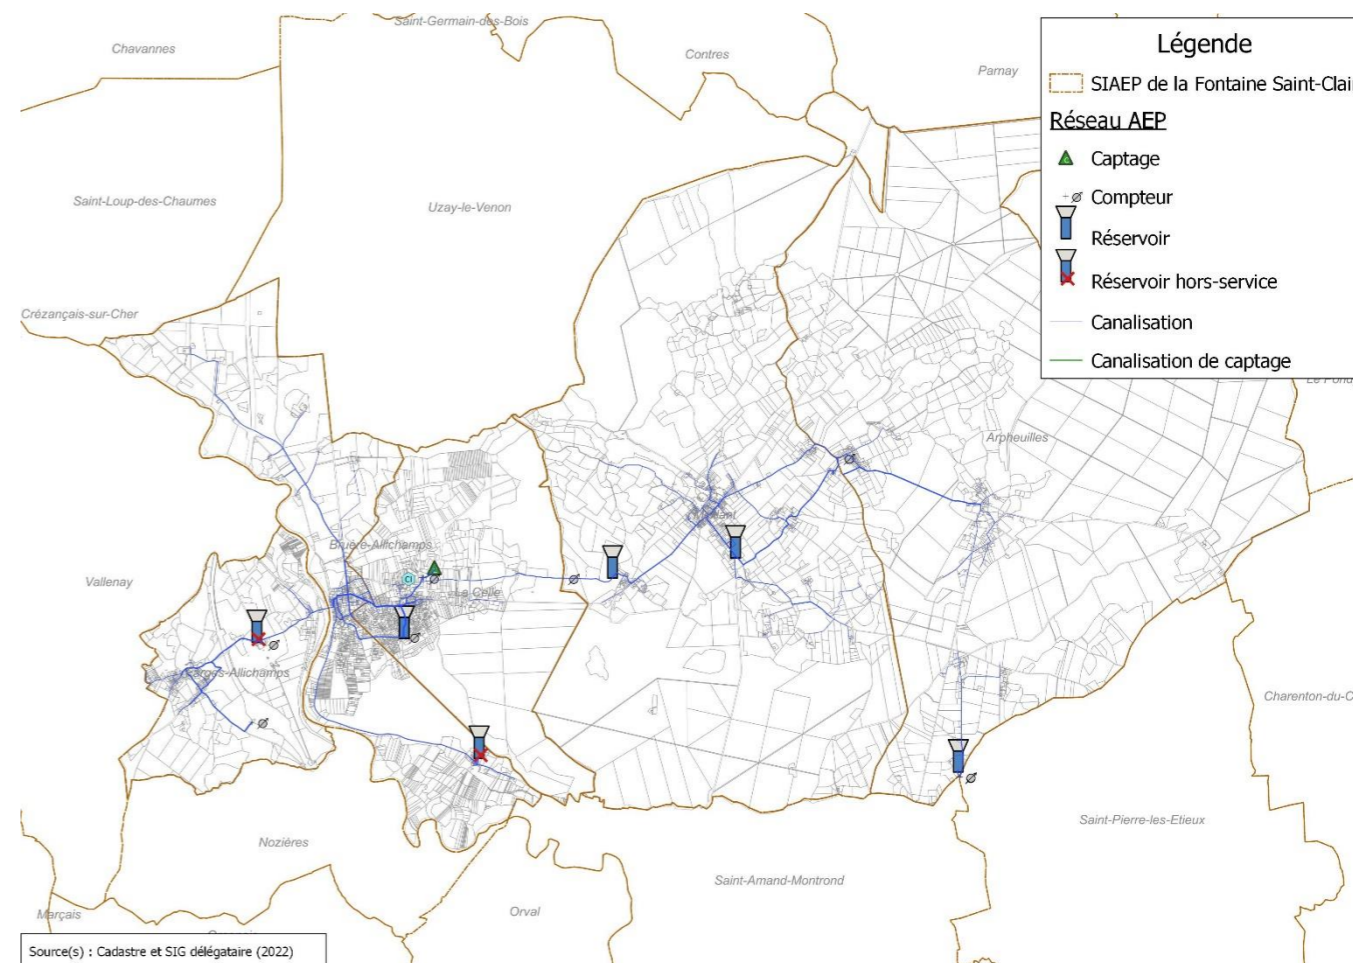 Saint-Germain-des-Bois
Chavannes
Contres
Parnay
Légende
SIAEP de la Fontaine Saint-Clair
Réseau AEP
Captage
Compteur
Réservoir
Réservoir hors-service
Canalisation
Canalisation de captage
Saint-Loup-des-Chaumes
Uzay-le-Venon
Crézançais-sur-Cher
Arpheuilles
Bruère-Allichamps
Vallenay
La Celle
Farges-Allichamps
Charenton-du-C
Nozières
Saint-Pierre-les-Etieux
Saint-Amand-Montrond
Marçais
Orval
Source(s) : Cadastre et SIG délégataire (2022)